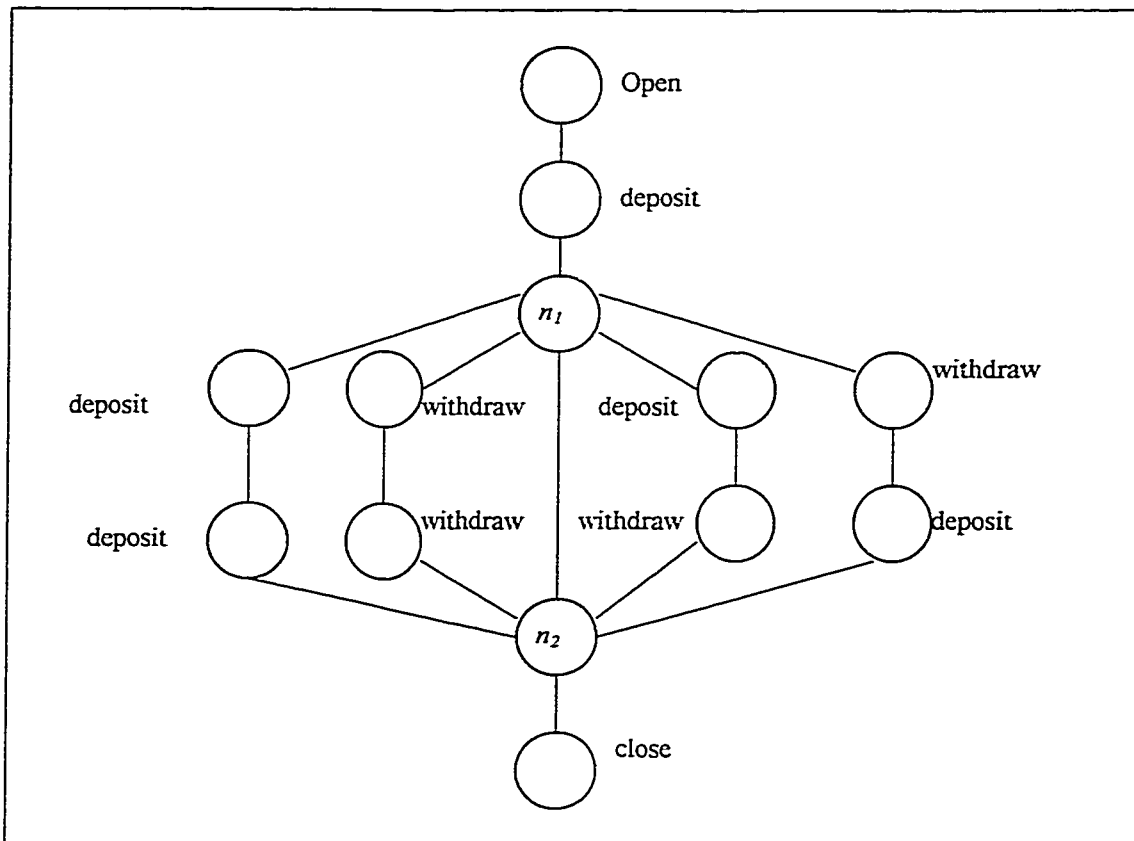 Open
deposit
n1
withdraw
deposit
withdraw
deposit
withdraw
withdraw
deposit
deposit
n2
close